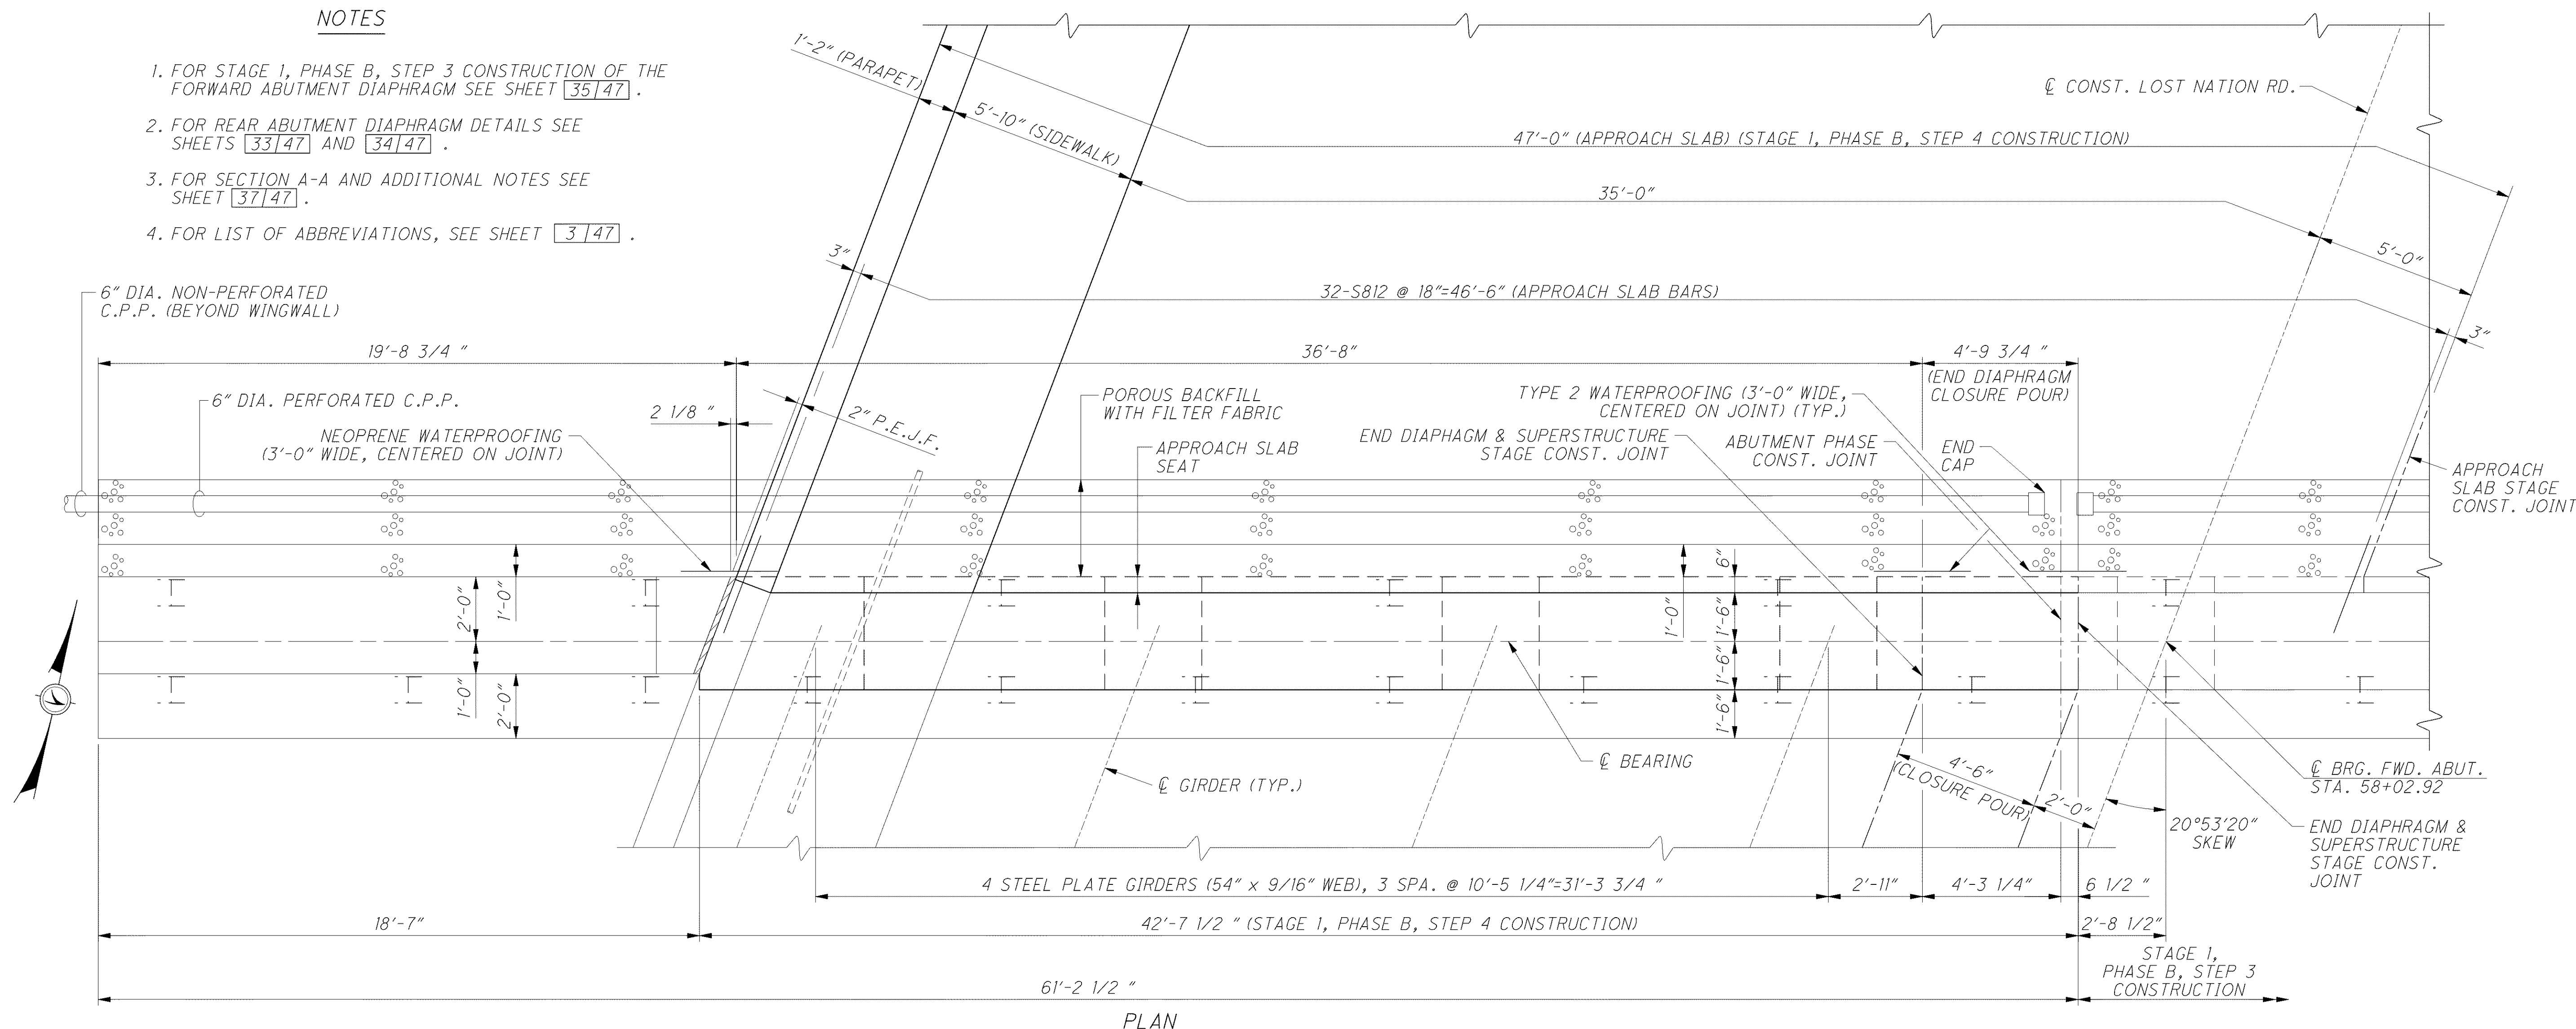 NOTES
1. FOR STAGE 1, PHASE B, STEP 3 CONSTRUCTION OF THE
FORWARD ABUTMENT DIAPHRAGM SEE SHEET 35/47 .
2. FOR REAR ABUTMENT DIAPHRAGM DETAILS SEE
SHEETS 33/47 AND 34/47 .
3. FOR SECTION A-A AND ADDITIONAL NOTES SEE
SHEET 37/47 .
4. FOR LIST OF ABBREVIATIONS, SEE SHEET 3/47 .
1'-2" (PARAPET)
5'-10" (SIDEWALK)
℄ CONST. LOST NATION RD.
47'-0" (APPROACH SLAB) (STAGE 1, PHASE B, STEP 4 CONSTRUCTION)
35'-0"
5'-0"
3"
32-S812 @ 18"=46'-6" (APPROACH SLAB BARS)
3"
6" DIA. NON-PERFORATED
C.P.P. (BEYOND WINGWALL)
19'-8 3/4 "
36'-8"
4'-9 3/4 "
(END DIAPHRAGM
CLOSURE POUR)
6" DIA. PERFORATED C.P.P.
2 1/8 "
2" P.E.J.F.
NEOPRENE WATERPROOFING
(3'-0" WIDE, CENTERED ON JOINT)
POROUS BACKFILL
WITH FILTER FABRIC
APPROACH SLAB
SEAT
TYPE 2 WATERPROOFING (3'-0" WIDE,
CENTERED ON JOINT) (TYP.)
END DIAPHAGM & SUPERSTRUCTURE
STAGE CONST. JOINT
ABUTMENT PHASE
CONST. JOINT
END
CAP
APPROACH
SLAB STAGE
CONST. JOINT
2'-0"
1'-0"
1'-0"
2'-0"
1'-0"
6"
1'-6"
1'-6"
1'-6"
℄ BEARING
℄ GIRDER (TYP.)
4'-6"
(CLOSURE POUR)
2'-0"
20°53'20"
SKEW
℄ BRG. FWD. ABUT.
STA. 58+02.92
END DIAPHRAGM &
SUPERSTRUCTURE
STAGE CONST.
JOINT
4 STEEL PLATE GIRDERS (54" x 9/16" WEB), 3 SPA. @ 10'-5 1/4"=31'-3 3/4 "
2'-11"
4'-3 1/4"
6 1/2 "
18'-7"
42'-7 1/2 " (STAGE 1, PHASE B, STEP 4 CONSTRUCTION)
2'-8 1/2"
STAGE 1,
PHASE B, STEP 3
CONSTRUCTION
61'-2 1/2 "
PLAN